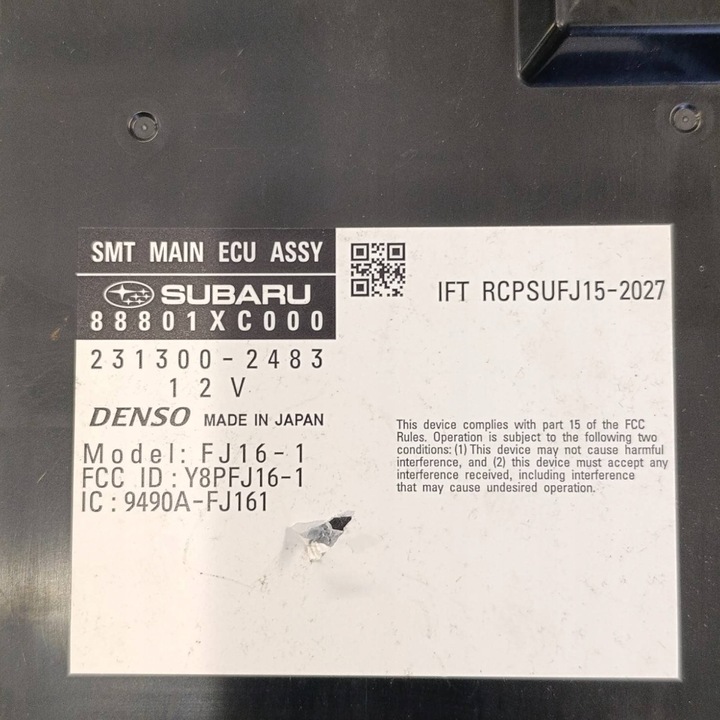 SMT MAIN ECU ASSY
SUBARU
88801XC000
231300-2483
12V
DENSO MADE IN JAPAN
Model: FJ16-1
FCC ID: Y8PFJ16-1
IC: 9490A-FJ161
IFT RCPSUFJ15-2027
This device complies with part 15 of the FCC
Rules. Operation is subject to the following two
conditions: (1) This device may not cause harmful
interference, and (2) this device must accept any
interference received, including interference
that may cause undesired operation.